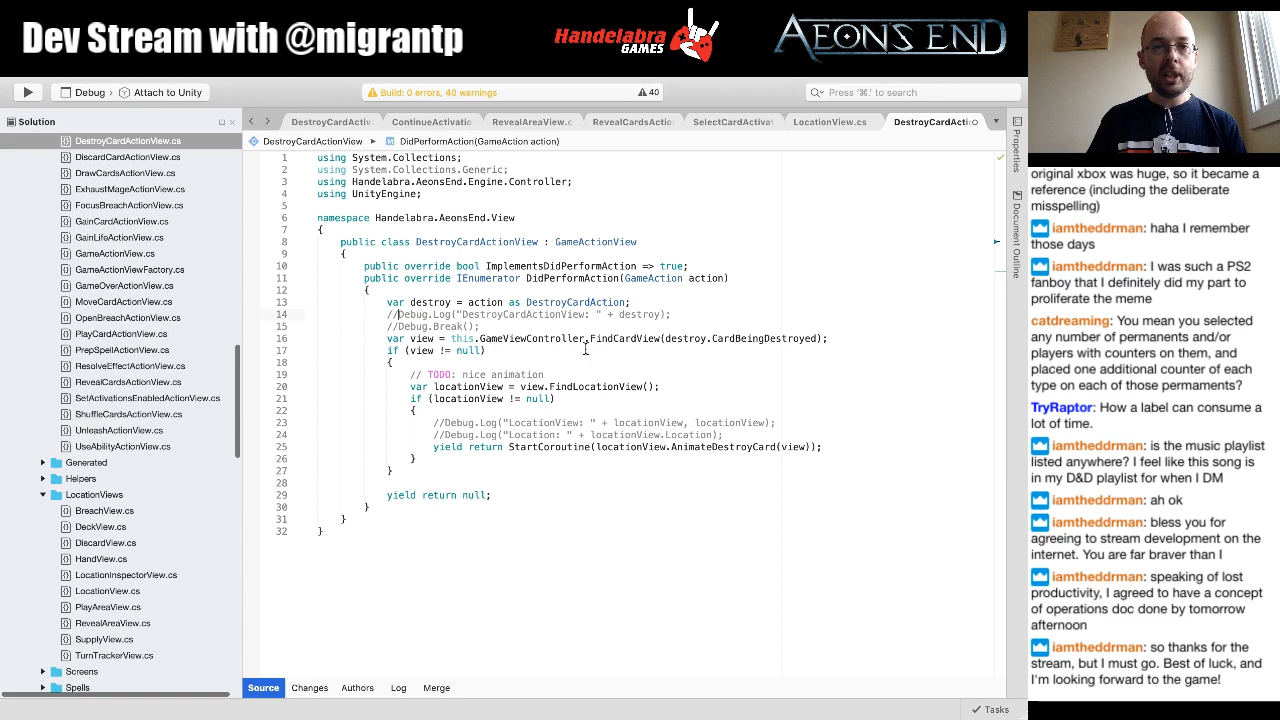 Dev Stream with @migrantp
Handelabra
GAMES
AEON'S END
Debug › Attach to Unity
Build: 0 errors, 40 warnings
40
Press '⌘.' to search
Solution
DestroyCardActi
ContinueActivatio
RevealAreaView.c
RevealCardsActio
SelectCardActivat
LocationView.cs
DestroyCardActic
DestroyCardActionView.cs
DiscardCardActionView.cs
DrawCardsActionView.cs
ExhaustMageActionView.cs
FocusBreachActionView.cs
GainCardActionView.cs
GainLifeActionView.cs
GameActionView.cs
GameActionViewFactory.cs
GameOverActionView.cs
MoveCardActionView.cs
OpenBreachActionView.cs
PlayCardActionView.cs
PrepSpellActionView.cs
ResolveEffectActionView.cs
RevealCardsActionView.cs
SetActivationsActionView.cs
ShuffleCardsActionView.cs
UnleashActionView.cs
UseAbilityActionView.cs
Generated
Helpers
LocationViews
BreachView.cs
DeckView.cs
DiscardView.cs
HandView.cs
LocationInspectorView.cs
LocationView.cs
PlayAreaView.cs
RevealAreaView.cs
SupplyView.cs
TurnTrackerView.cs
Screens
Spells
DestroyCardActionView › DidPerformAction(GameAction action)
1 using System.Collections;
2 using System.Collections.Generic;
3 using Handelabra.AeonsEnd.Engine.Controller;
4 using UnityEngine;
5
6 namespace Handelabra.AeonsEnd.View
7 {
8 public class DestroyCardActionView : GameActionView
9 {
10 public override bool ImplementsDidPerformAction => true;
11 public override IEnumerator DidPerformAction(GameAction action)
12 {
13 var destroy = action as DestroyCardAction;
14 //Debug.Log("DestroyCardActionView: " + destroy);
15 //Debug.Break();
16 var view = this.GameViewController.FindCardView(destroy.CardBeingDestroyed);
17 if (view != null)
18 {
19 // TODO: nice animation
20 var locationView = view.FindLocationView();
21 if (locationView != null)
22 {
23 //Debug.Log("LocationView: " + locationView, locationView);
24 //Debug.Log("Location: " + locationView.Location);
25 yield return StartCoroutine(locationView.AnimateDestroyCard(view));
26 }
27 }
28
29 yield return null;
30 }
31 }
32 }
Source
Changes
Authors
Log
Merge
Tasks
Properties
Document Outline
original xbox was huge, so it became a
reference (including the deliberate
misspelling)
iamtheddrman: haha I remember
those days
iamtheddrman: I was such a PS2
fanboy that I definitely did my part to
proliferate the meme
catdreaming: You mean you selected
any number of permanents and/or
players with counters on them, and
placed one additional counter of each
type on each of those permaments?
TryRaptor: How a label can consume a
lot of time.
iamtheddrman: is the music playlist
listed anywhere? I feel like this song is
in my D&D playlist for when I DM
iamtheddrman: ah ok
iamtheddrman: bless you for
agreeing to stream development on the
internet. You are far braver than I
iamtheddrman: speaking of lost
productivity, I agreed to have a concept
of operations doc done by tomorrow
afternoon
iamtheddrman: so thanks for the
stream, but I must go. Best of luck, and
I'm looking forward to the game!